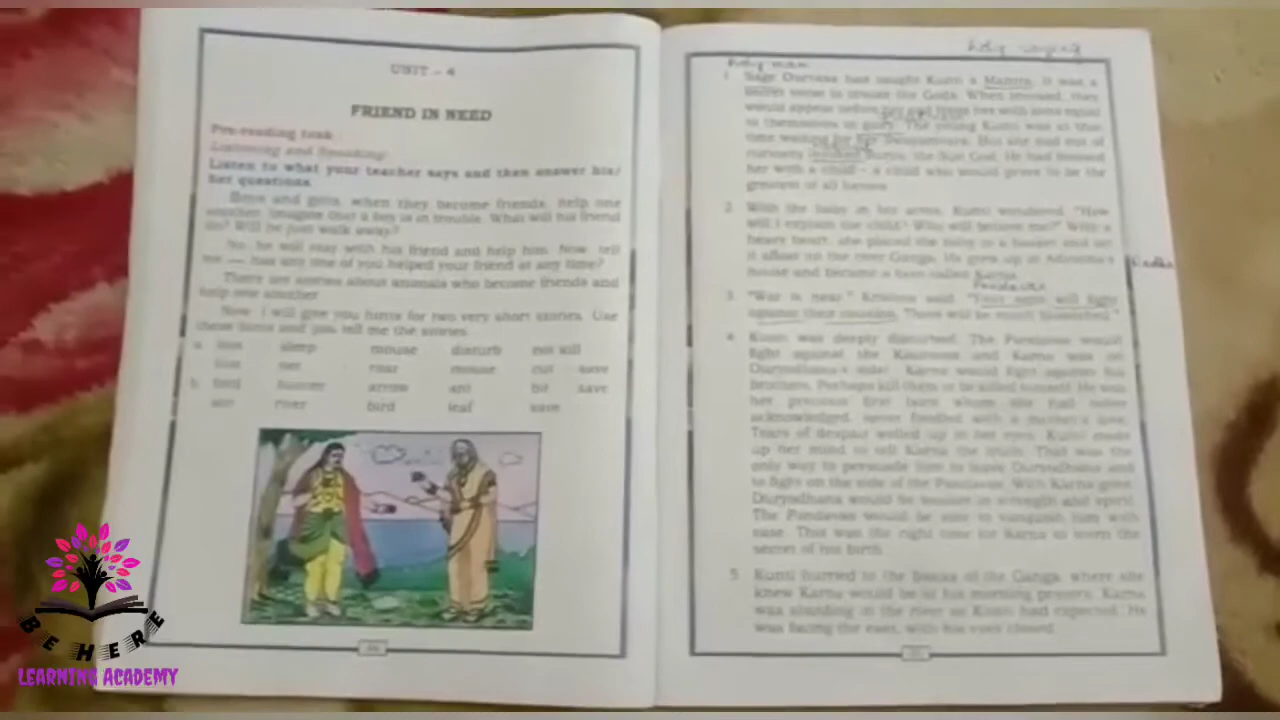 UNIT - 4
FRIEND IN NEED
Pre-reading task
Listening and Speaking
Listen to what your teacher says and then answer his/
her questions.
Boys and girls, when they become friends, help one
another. Imagine that a boy is in trouble. What will his friend
do? Will he just walk away?
No, he will stay with his friend and help him. Now, tell
me — has any one of you helped your friend at any time?
There are stories about animals who become friends and
help one another.
Now, I will give you hints for two very short stories. Use
these hints and you tell me the stories.
a. lion sleep mouse disturb not kill
lion net roar mouse cut save
b. bird hunter arrow ant bit save
ant river bird leaf save
holy saying
holy man
1. Sage Durvasa had taught Kunti a Mantra. It was a
secret verse to invoke the Gods. When invoked, they
would appear before her and bless her with sons equal
to themselves in glory. The young Kunti was at that
time waiting for her Swayamvara. But she had out of
curiosity invoked Surya, the Sun God. He had blessed
her with a child - a child who would prove to be the
greatest of all heroes.
2. With the baby in her arms, Kunti wondered, "How
will I explain the child? Who will believe me?" With a
heavy heart, she placed the baby in a basket and set
it afloat on the river Ganga. He grew up in Adhiratha's
house and became a hero called Karna.
Radha
Pandavas
3. "War is near." Krishna said. "Your sons will fight
against their cousins. There will be much bloodshed."
4. Kunti was deeply disturbed. The Pandavas would
fight against the Kauravas and Karna was on
Duryodhana's side! Karna would fight against his
brothers. Perhaps kill them or be killed himself. He was
her precious first born whom she had never
acknowledged, never fondled with a mother's love.
Tears of despair welled up in her eyes. Kunti made
up her mind to tell Karna the truth. That was the
only way to persuade him to leave Duryodhana and
to fight on the side of the Pandavas. With Karna gone
Duryodhana would be weaker in strength and spirit.
The Pandavas would be sure to vanquish him with
ease. This was the right time for Karna to learn the
secret of his birth.
5. Kunti hurried to the banks of the Ganga, where she
knew Karna would be in his morning prayers. Karna
was standing in the river as Kunti had expected. He
was facing the east, with his eyes closed.
BE HERE
LEARNING ACADEMY